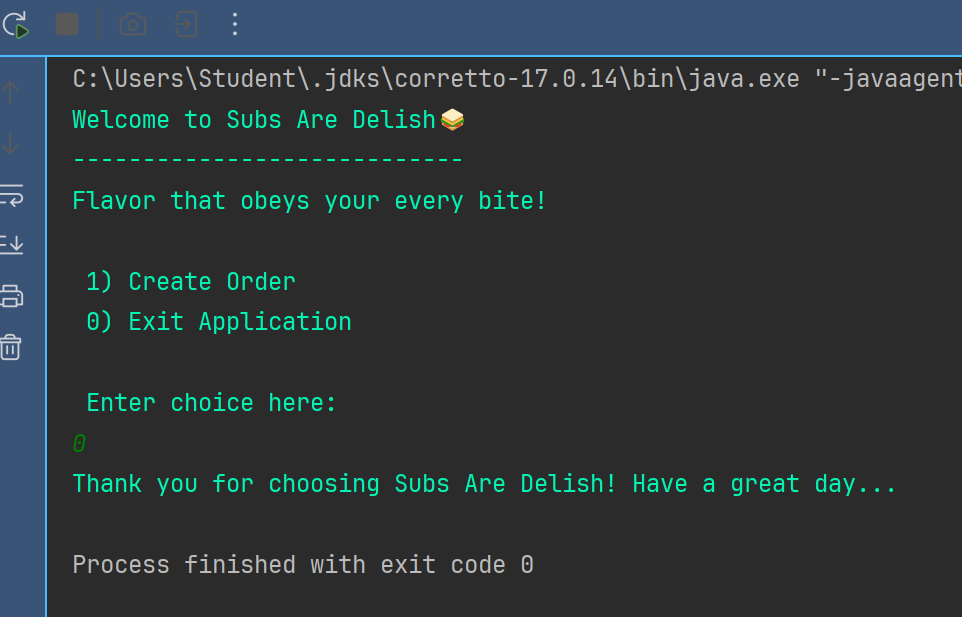 C:\Users\Student\.jdks\corretto-17.0.14\bin\java.exe "-javaagent
Welcome to Subs Are Delish🥪
----------------------------
Flavor that obeys your every bite!
1) Create Order
0) Exit Application
Enter choice here:
0
Thank you for choosing Subs Are Delish! Have a great day...
Process finished with exit code 0